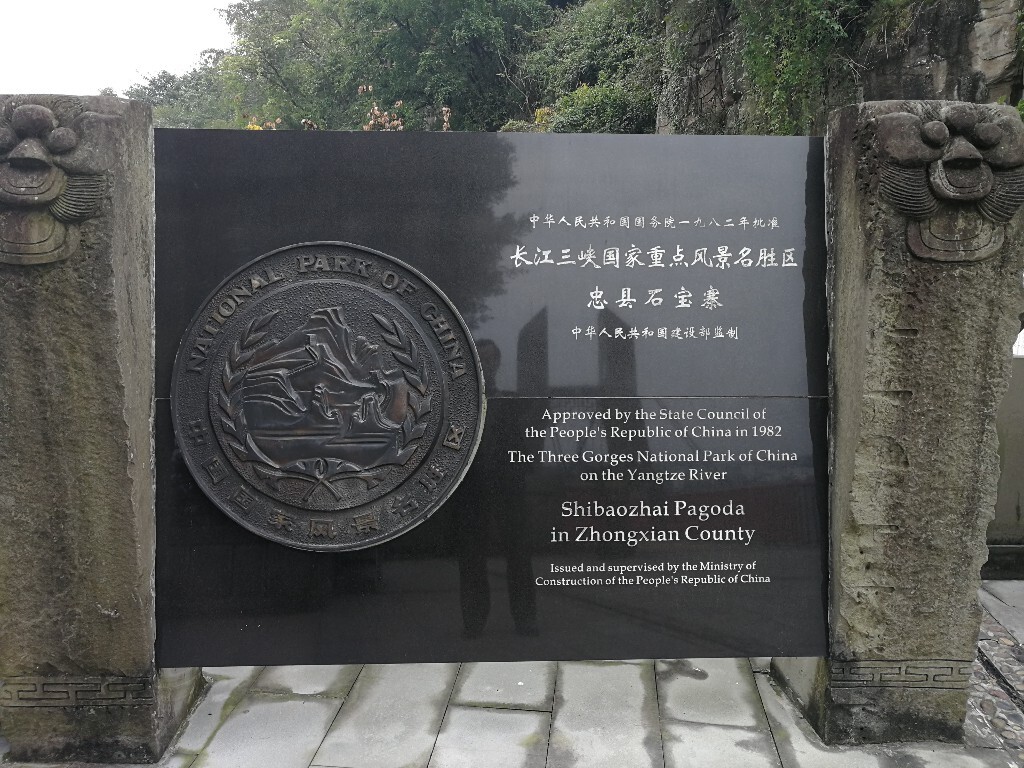 NATIONAL PARK OF CHINA
中国国家风景名胜区
中华人民共和国国务院一九八二年批准
长江三峡国家重点风景名胜区
忠县石宝寨
中华人民共和国建设部监制
Approved by the State Council of
the People's Republic of China in 1982
The Three Gorges National Park of China
on the Yangtze River
Shibaozhai Pagoda
in Zhongxian County
Issued and supervised by the Ministry of
Construction of the People's Republic of China